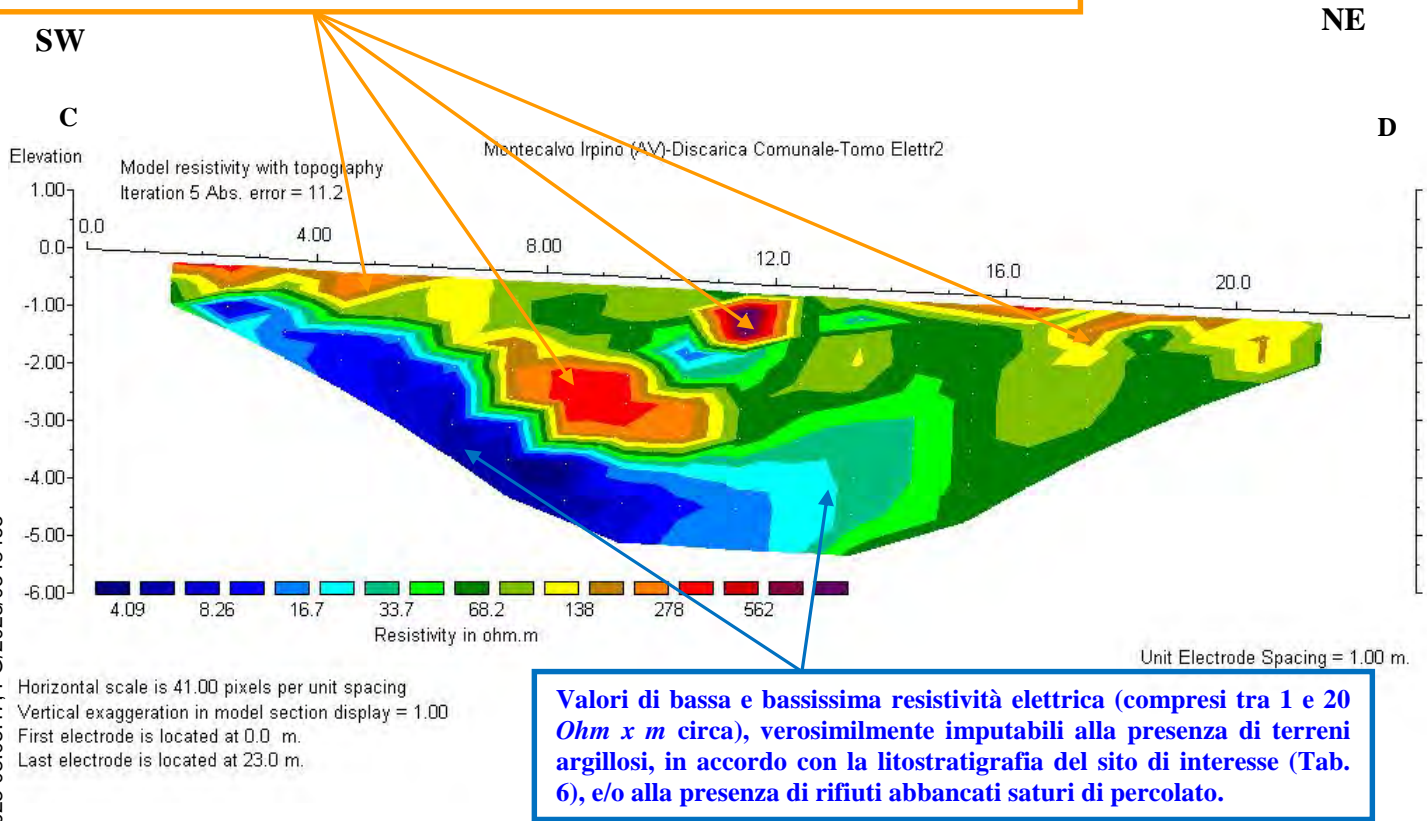 SW
NE
C
D
Elevation
Model resistivity with topography
Montecalvo Irpino (AV)-Discarica Comunale-Tomo Elettr2
Iteration 5 Abs. error = 11.2
1.00
0.0
0.0
4.00
8.00
12.0
16.0
20.0
-1.00
-2.00
-3.00
-4.00
-5.00
-6.00
4.09 8.26 16.7 33.7 68.2 138 278 562
Resistivity in ohm.m
Unit Electrode Spacing = 1.00 m.
Horizontal scale is 41.00 pixels per unit spacing
Vertical exaggeration in model section display = 1.00
First electrode is located at 0.0 m.
Last electrode is located at 23.0 m.
Valori di bassa e bassissima resistività elettrica (compresi tra 1 e 20
Ohm x m circa), verosimilmente imputabili alla presenza di terreni
argillosi, in accordo con la litostratigrafia del sito di interesse (Tab.
6), e/o alla presenza di rifiuti abbancati saturi di percolato.